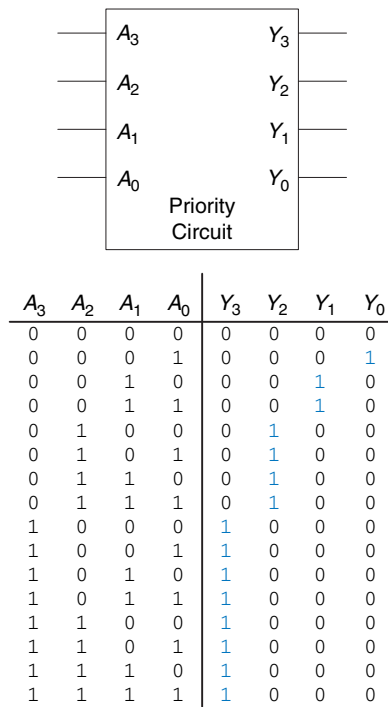 A3 Y3
A2 Y2
A1 Y1
A0 Y0
Priority
Circuit
A3 A2 A1 A0 Y3 Y2 Y1 Y0
0 0 0 0 0 0 0 0
0 0 0 1 0 0 0 1
0 0 1 0 0 0 1 0
0 0 1 1 0 0 1 0
0 1 0 0 0 1 0 0
0 1 0 1 0 1 0 0
0 1 1 0 0 1 0 0
0 1 1 1 0 1 0 0
1 0 0 0 1 0 0 0
1 0 0 1 1 0 0 0
1 0 1 0 1 0 0 0
1 0 1 1 1 0 0 0
1 1 0 0 1 0 0 0
1 1 0 1 1 0 0 0
1 1 1 0 1 0 0 0
1 1 1 1 1 0 0 0